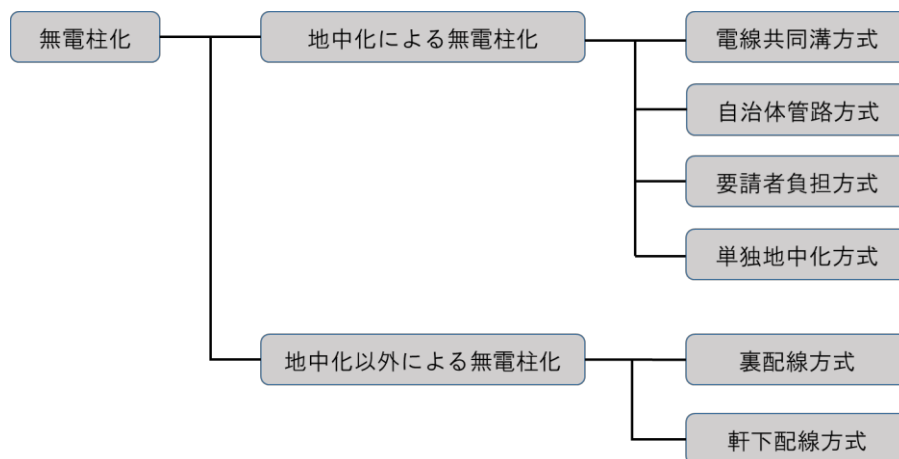 無電柱化
地中化による無電柱化
電線共同溝方式
自治体管路方式
要請者負担方式
単独地中化方式
地中化以外による無電柱化
裏配線方式
軒下配線方式